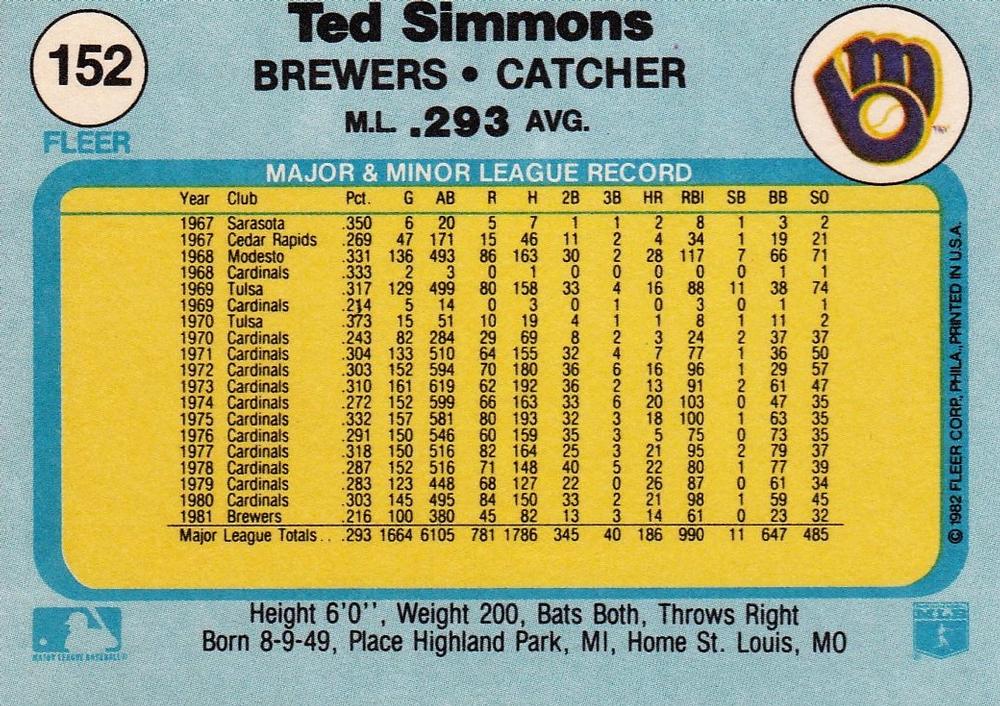 Ted Simmons
152
BREWERS • CATCHER
M.L. .293 AVG.
FLEER
MAJOR & MINOR LEAGUE RECORD
Year Club Pct. G AB R H 2B 3B HR RBI SB BB SO
1967 Sarasota .350 6 20 5 7 1 1 2 8 1 3 2
1967 Cedar Rapids .269 47 171 15 46 11 2 4 34 1 19 21
1968 Modesto .331 136 493 86 163 30 2 28 117 7 66 71
1968 Cardinals .333 2 3 0 1 0 0 0 0 0 1 1
1969 Tulsa .317 129 499 80 158 33 4 16 88 11 38 74
1969 Cardinals .214 5 14 0 3 0 1 0 3 0 1 1
1970 Tulsa .373 15 51 10 19 4 1 1 8 1 11 2
1970 Cardinals .243 82 284 29 69 8 2 3 24 2 37 37
1971 Cardinals .304 133 510 64 155 32 4 7 77 1 36 50
1972 Cardinals .303 152 594 70 180 36 6 16 96 1 29 57
1973 Cardinals .310 161 619 62 192 36 2 13 91 2 61 47
1974 Cardinals .272 152 599 66 163 33 6 20 103 0 47 35
1975 Cardinals .332 157 581 80 193 32 3 18 100 1 63 35
1976 Cardinals .291 150 546 60 159 35 3 5 75 0 73 35
1977 Cardinals .318 150 516 82 164 25 3 21 95 2 79 37
1978 Cardinals .287 152 516 71 148 40 5 22 80 1 77 39
1979 Cardinals .283 123 448 68 127 22 0 26 87 0 61 34
1980 Cardinals .303 145 495 84 150 33 2 21 98 1 59 45
1981 Brewers .216 100 380 45 82 13 3 14 61 0 23 32
Major League Totals . . .293 1664 6105 781 1786 345 40 186 990 11 647 485
© 1982 FLEER CORP., PHILA., PRINTED IN U.S.A.
Height 6'0'', Weight 200, Bats Both, Throws Right
Born 8-9-49, Place Highland Park, MI, Home St. Louis, MO
MAJOR LEAGUE BASEBALL